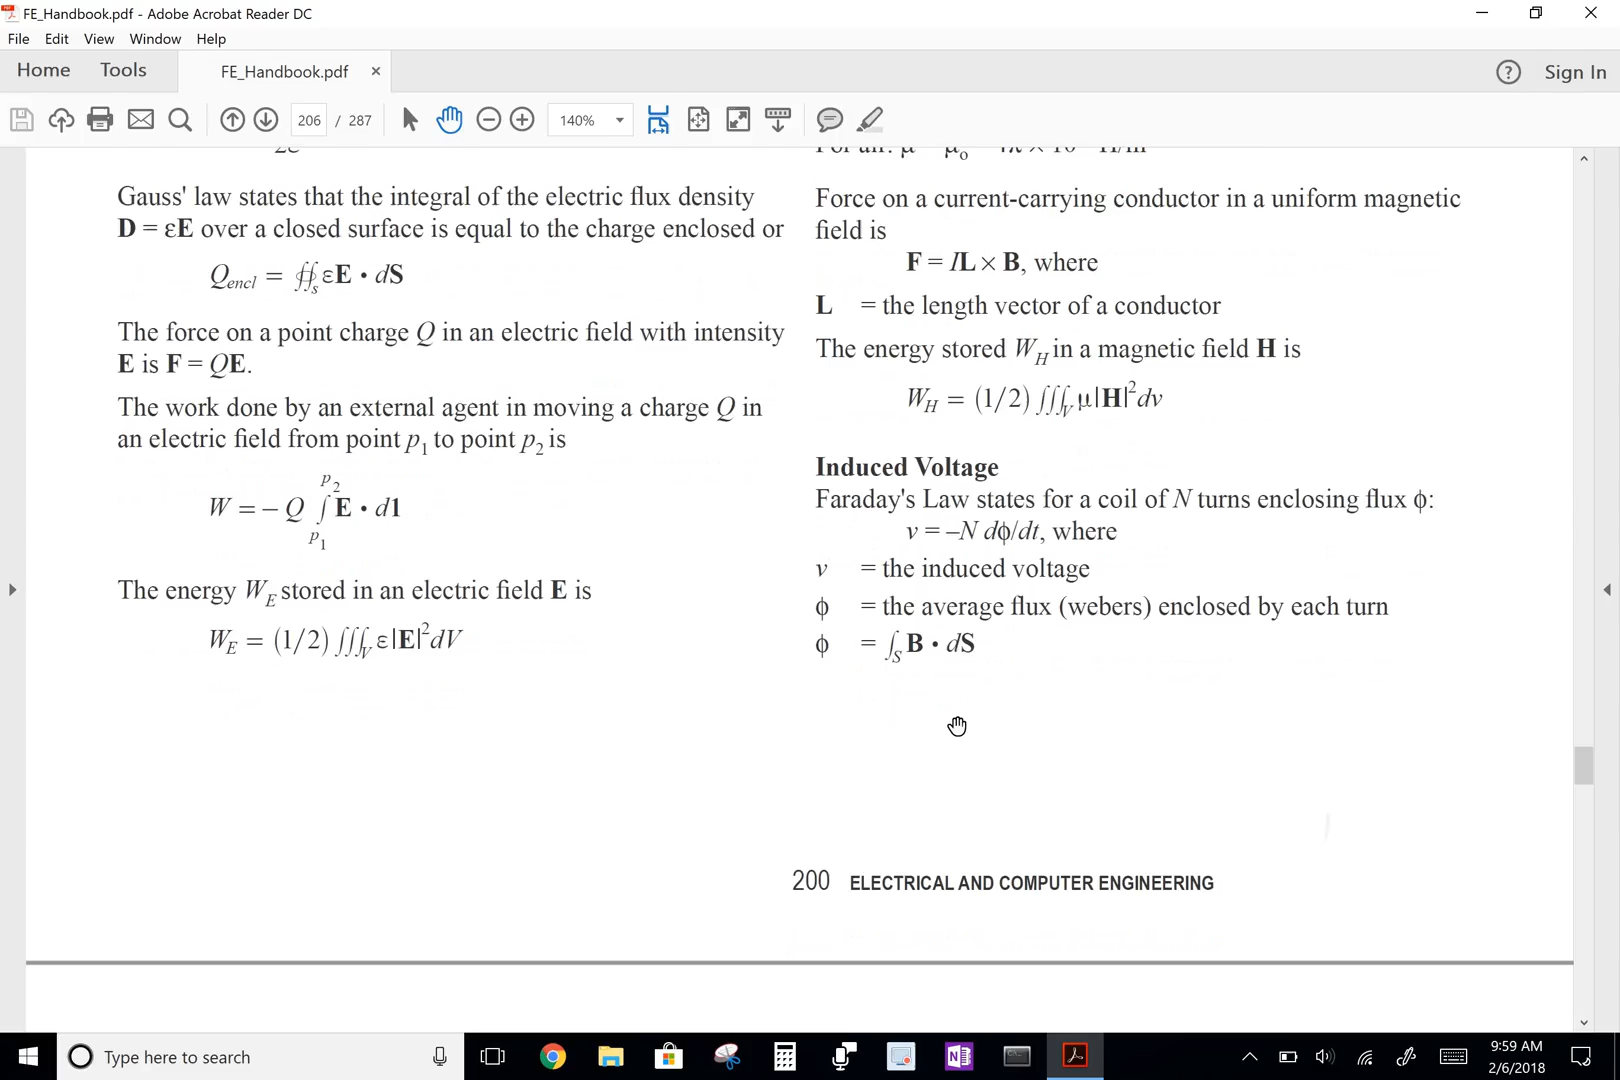 FE_Handbook.pdf - Adobe Acrobat Reader DC
File Edit View Window Help
Home Tools FE_Handbook.pdf × ? Sign In
206 / 287 140%
Gauss' law states that the integral of the electric flux density
D = εE over a closed surface is equal to the charge enclosed or
Q_encl = ∯_s εE • dS
The force on a point charge Q in an electric field with intensity
E is F = QE.
The work done by an external agent in moving a charge Q in
an electric field from point p₁ to point p₂ is
p₂
W = – Q ∫ E • d1
p₁
The energy W_E stored in an electric field E is
W_E = (1/2) ∭_V ε|E|² dV
Force on a current-carrying conductor in a uniform magnetic
field is
F = IL × B, where
L = the length vector of a conductor
The energy stored W_H in a magnetic field H is
W_H = (1/2) ∭_V μ|H|² dv
Induced Voltage
Faraday's Law states for a coil of N turns enclosing flux ϕ:
v = –N dϕ/dt, where
v = the induced voltage
ϕ = the average flux (webers) enclosed by each turn
ϕ = ∫_S B • dS
200 ELECTRICAL AND COMPUTER ENGINEERING
Type here to search
9:59 AM
2/6/2018